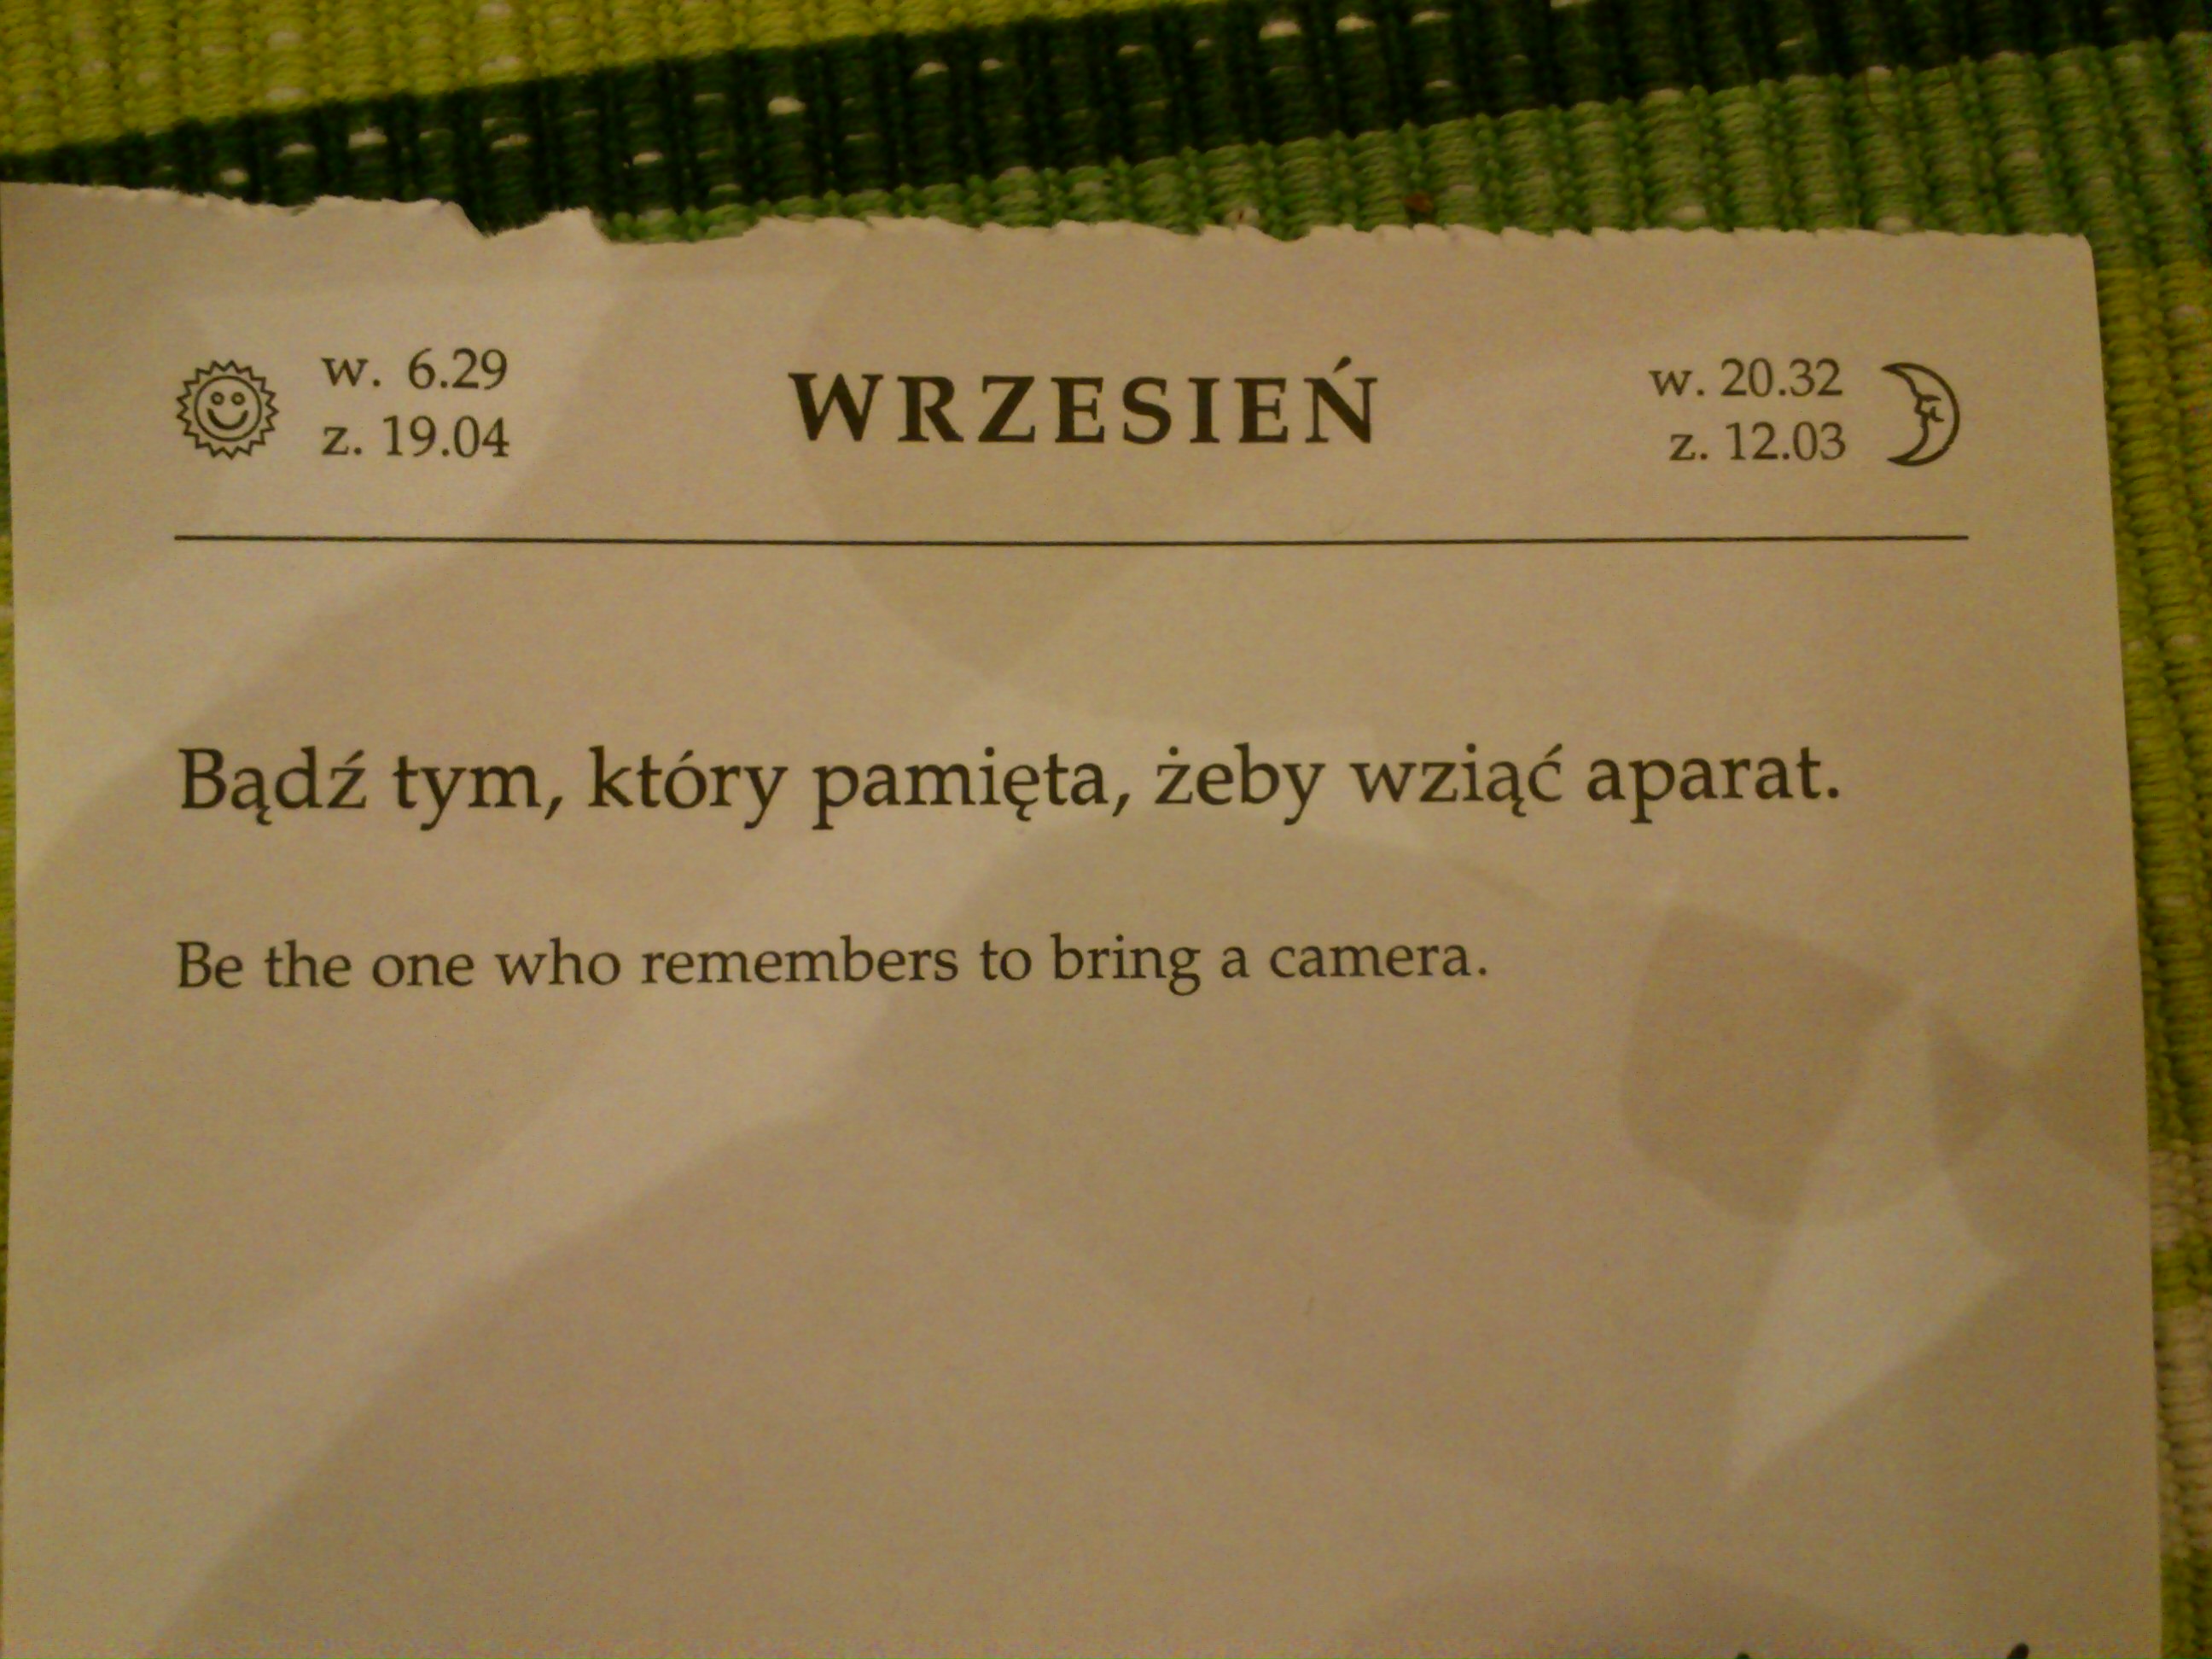 w. 6.29
z. 19.04
WRZESIEŃ
w. 20.32
z. 12.03
Bądź tym, który pamięta, żeby wziąć aparat.
Be the one who remembers to bring a camera.